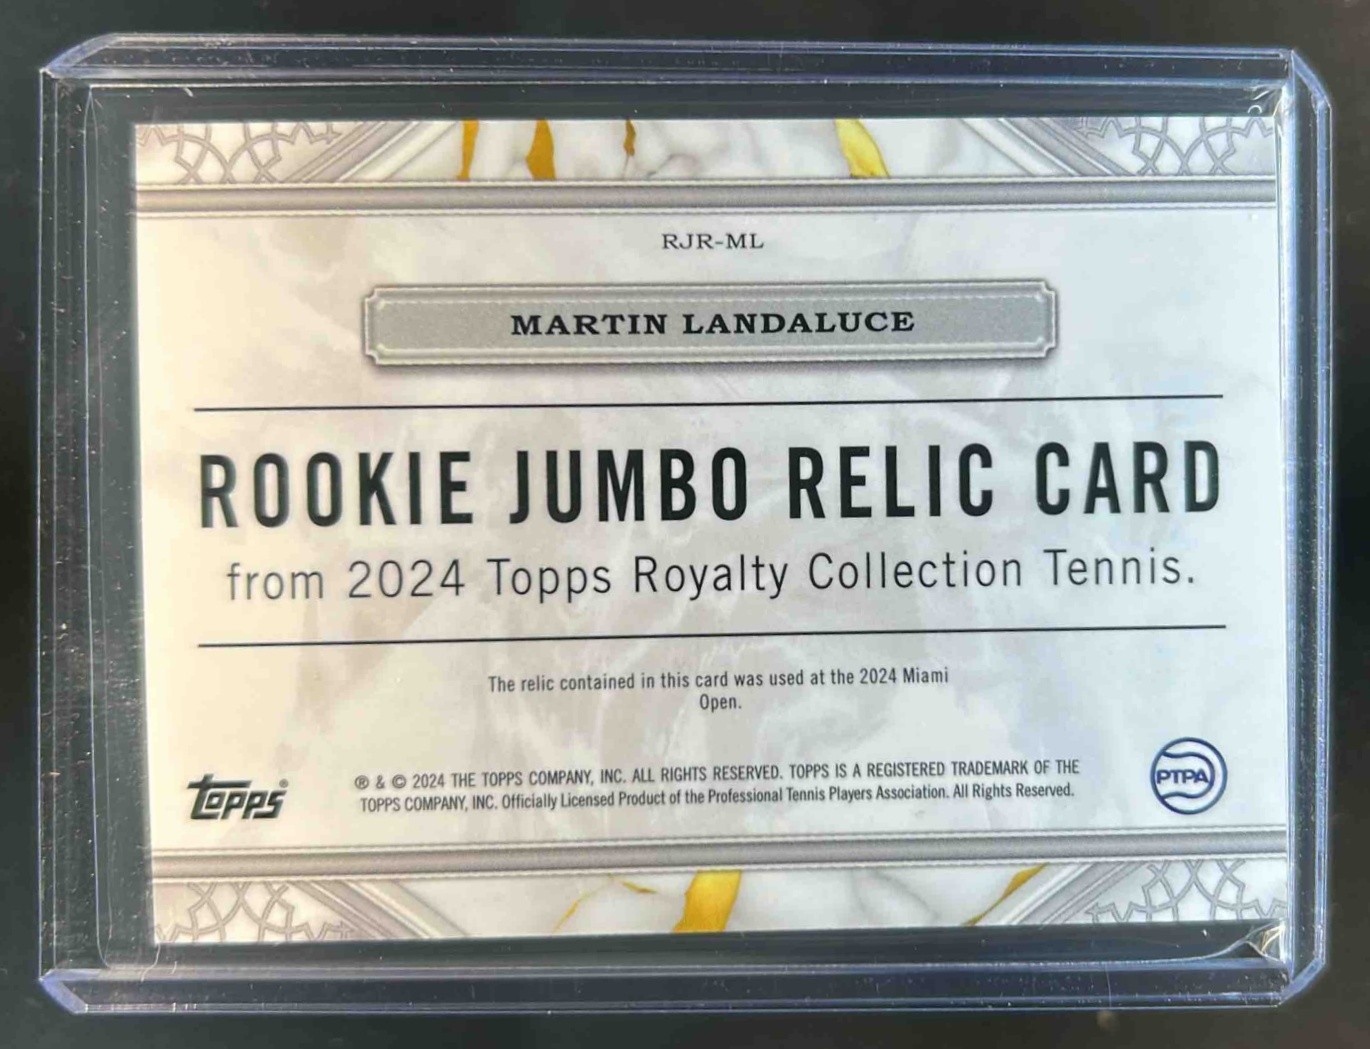 RJR-ML
MARTIN LANDALUCE
ROOKIE JUMBO RELIC CARD
from 2024 Topps Royalty Collection Tennis.
The relic contained in this card was used at the 2024 Miami
Open.
® & © 2024 THE TOPPS COMPANY, INC. ALL RIGHTS RESERVED. TOPPS IS A REGISTERED TRADEMARK OF THE
TOPPS COMPANY, INC. Officially Licensed Product of the Professional Tennis Players Association. All Rights Reserved.
topps®
PTPA